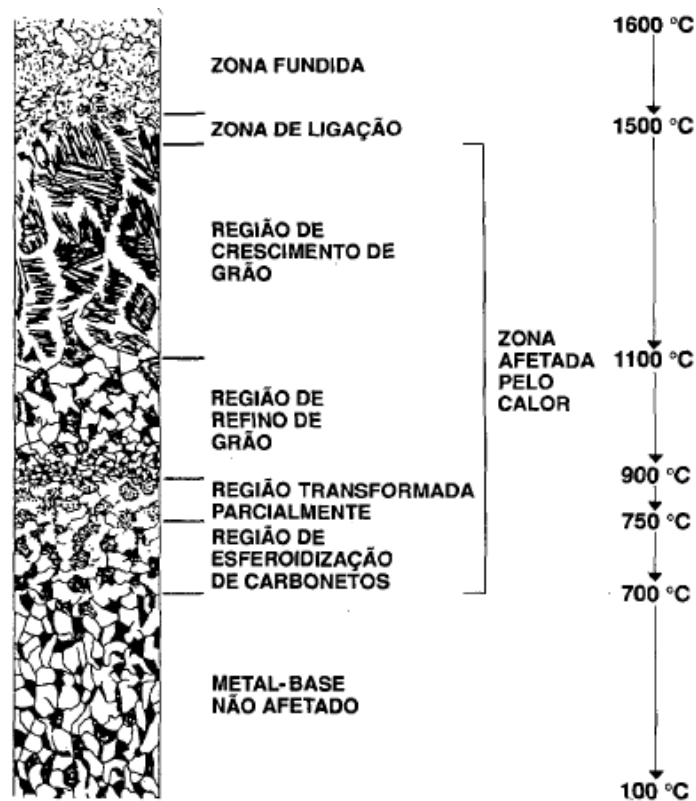 1600 °C
ZONA FUNDIDA
ZONA DE LIGAÇÃO
1500 °C
REGIÃO DE
CRESCIMENTO DE
GRÃO
ZONA
AFETADA
PELO
CALOR
1100 °C
REGIÃO DE
REFINO DE
GRÃO
900 °C
REGIÃO TRANSFORMADA
PARCIALMENTE
750 °C
REGIÃO DE
ESFEROIDIZAÇÃO
DE CARBONETOS
700 °C
METAL-BASE
NÃO AFETADO
100 °C